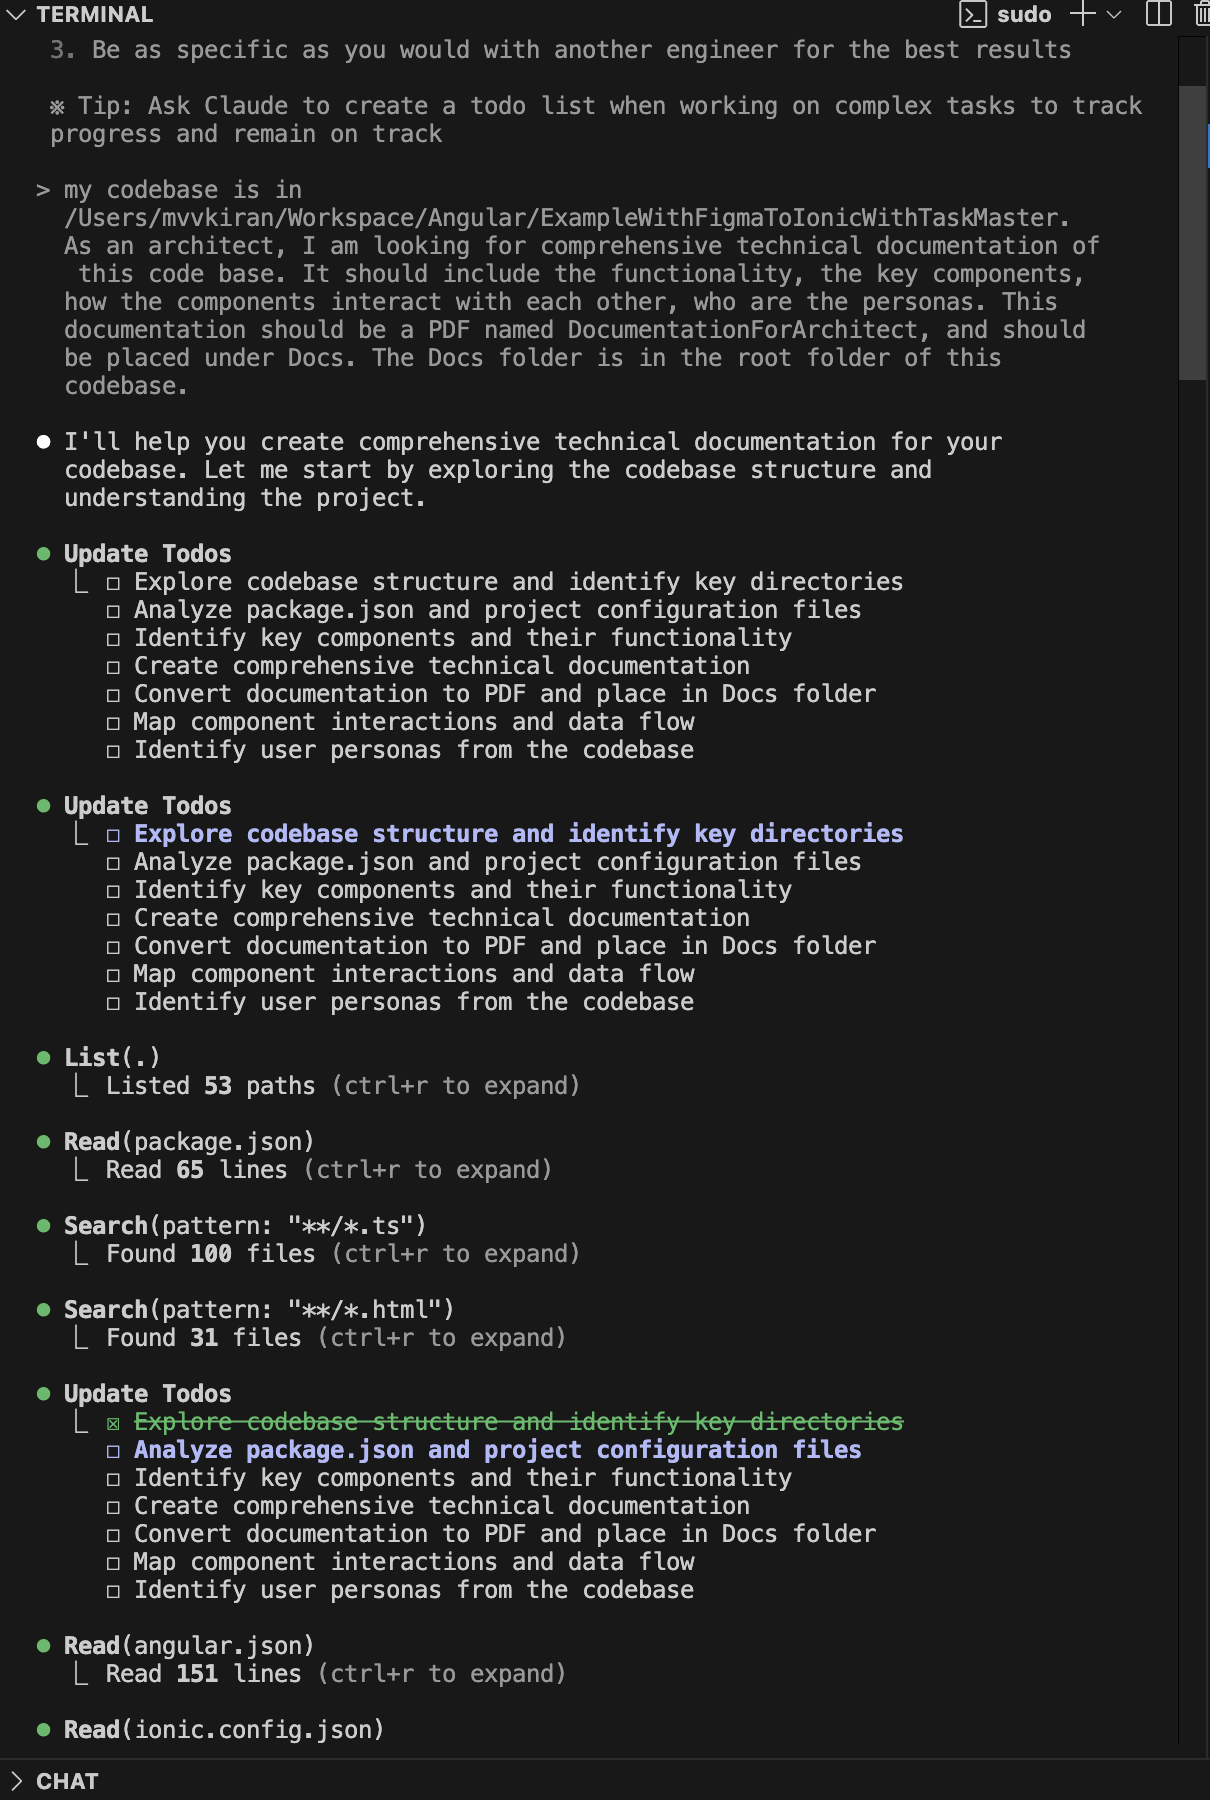 TERMINAL
sudo
3. Be as specific as you would with another engineer for the best results
※ Tip: Ask Claude to create a todo list when working on complex tasks to track
progress and remain on track
> my codebase is in
/Users/mvvkiran/Workspace/Angular/ExampleWithFigmaToIonicWithTaskMaster.
As an architect, I am looking for comprehensive technical documentation of
this code base. It should include the functionality, the key components,
how the components interact with each other, who are the personas. This
documentation should be a PDF named DocumentationForArchitect, and should
be placed under Docs. The Docs folder is in the root folder of this
codebase.
● I'll help you create comprehensive technical documentation for your
codebase. Let me start by exploring the codebase structure and
understanding the project.
● Update Todos
⎿ ☐ Explore codebase structure and identify key directories
☐ Analyze package.json and project configuration files
☐ Identify key components and their functionality
☐ Create comprehensive technical documentation
☐ Convert documentation to PDF and place in Docs folder
☐ Map component interactions and data flow
☐ Identify user personas from the codebase
● Update Todos
⎿ ☐ Explore codebase structure and identify key directories
☐ Analyze package.json and project configuration files
☐ Identify key components and their functionality
☐ Create comprehensive technical documentation
☐ Convert documentation to PDF and place in Docs folder
☐ Map component interactions and data flow
☐ Identify user personas from the codebase
● List(.)
⎿ Listed 53 paths (ctrl+r to expand)
● Read(package.json)
⎿ Read 65 lines (ctrl+r to expand)
● Search(pattern: "**/*.ts")
⎿ Found 100 files (ctrl+r to expand)
● Search(pattern: "**/*.html")
⎿ Found 31 files (ctrl+r to expand)
● Update Todos
⎿ ☒ Explore codebase structure and identify key directories
☐ Analyze package.json and project configuration files
☐ Identify key components and their functionality
☐ Create comprehensive technical documentation
☐ Convert documentation to PDF and place in Docs folder
☐ Map component interactions and data flow
☐ Identify user personas from the codebase
● Read(angular.json)
⎿ Read 151 lines (ctrl+r to expand)
● Read(ionic.config.json)
CHAT